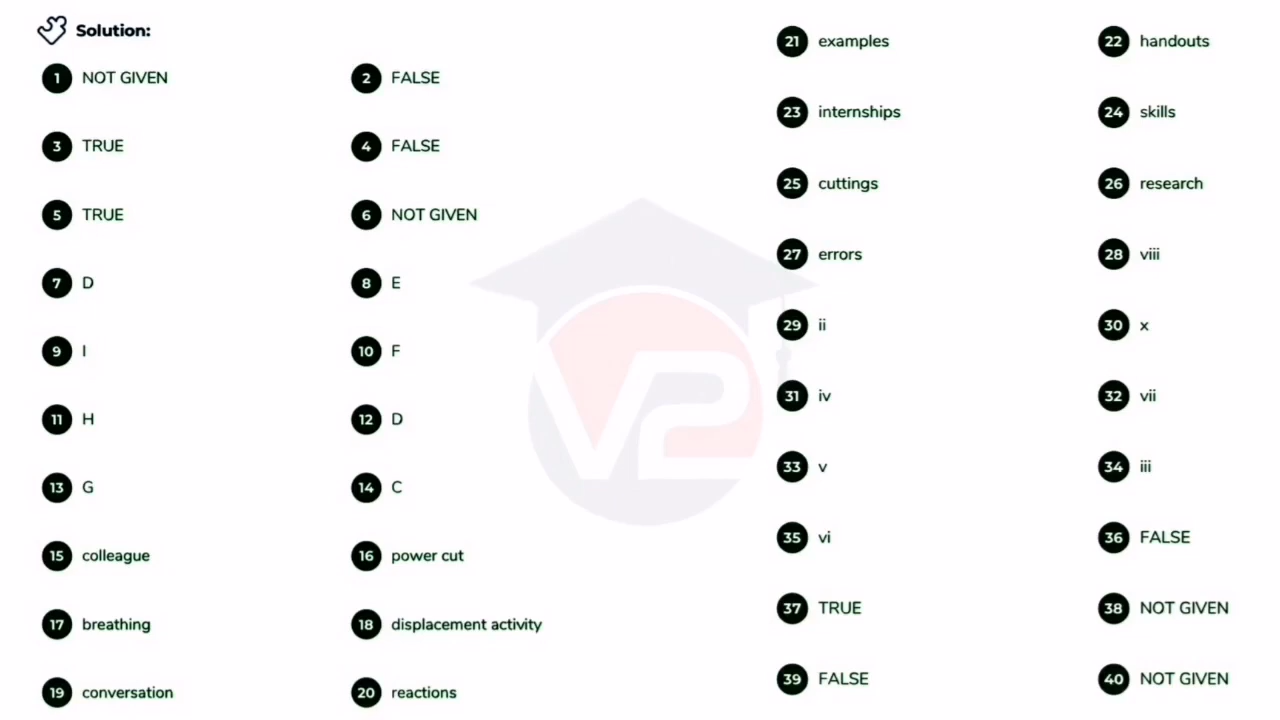 Solution:
1 NOT GIVEN
2 FALSE
3 TRUE
4 FALSE
5 TRUE
6 NOT GIVEN
7 D
8 E
9 I
10 F
11 H
12 D
13 G
14 C
15 colleague
16 power cut
17 breathing
18 displacement activity
19 conversation
20 reactions
21 examples
22 handouts
23 internships
24 skills
25 cuttings
26 research
27 errors
28 viii
29 ii
30 x
31 iv
32 vii
33 v
34 iii
35 vi
36 FALSE
37 TRUE
38 NOT GIVEN
39 FALSE
40 NOT GIVEN
V2